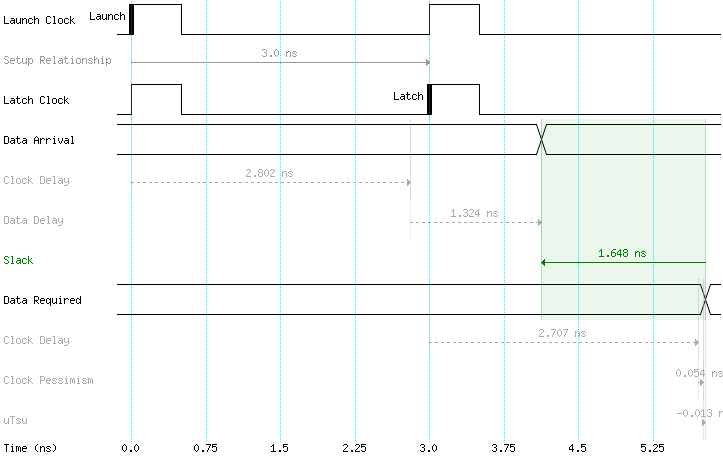 Launch Clock Launch
Setup Relationship 3.0 ns
Latch Clock Latch
Data Arrival
Clock Delay 2.802 ns
Data Delay 1.324 ns
Slack 1.648 ns
Data Required
Clock Delay 2.707 ns
Clock Pessimism 0.054 ns
uTsu -0.013 r
Time (ns) 0.0 0.75 1.5 2.25 3.0 3.75 4.5 5.25